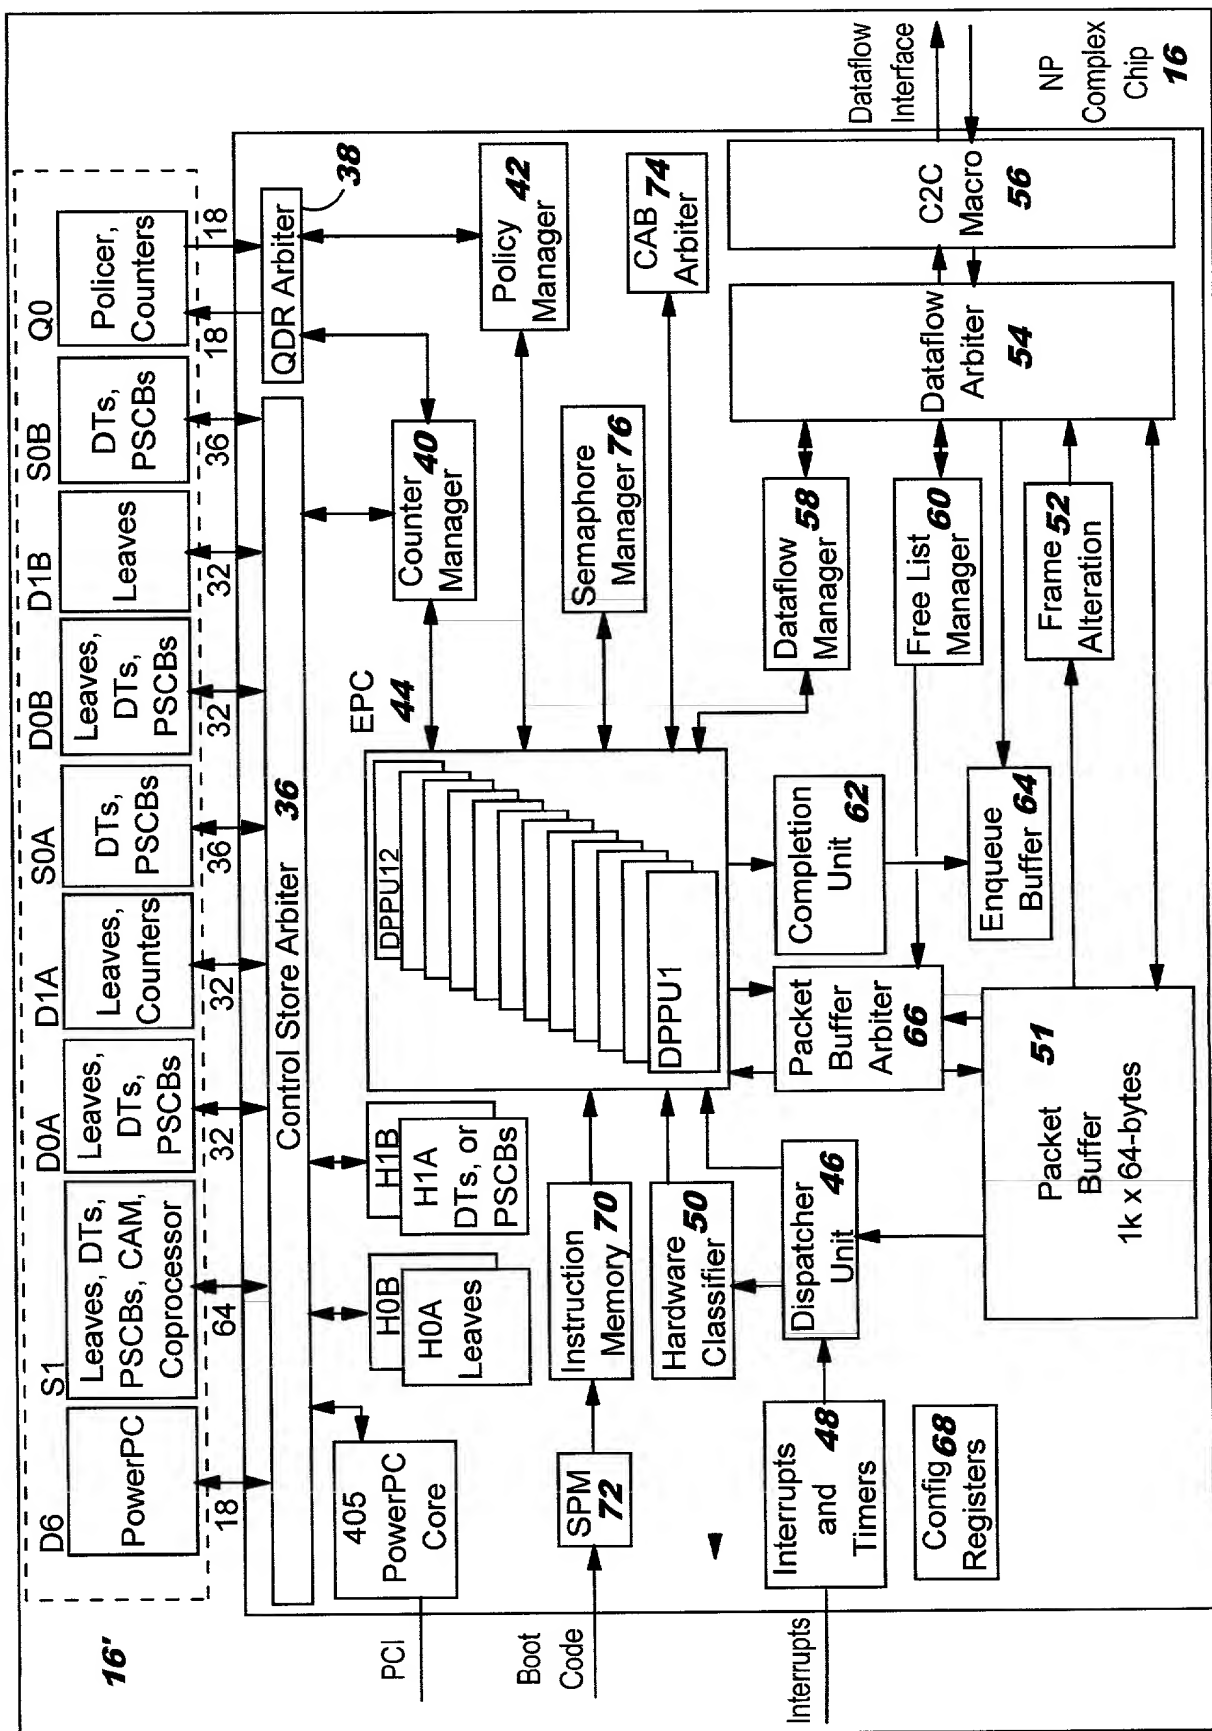 16'
D6
PowerPC
18
S1
Leaves, DTs,
PSCBs, CAM,
Coprocessor
64
D0A
Leaves,
DTs,
PSCBs
32
D1A
Leaves,
Counters
32
S0A
DTs,
PSCBs
36
D0B
Leaves,
DTs,
PSCBs
32
D1B
Leaves
32
S0B
DTs,
PSCBs
36
Q0
Policer,
Counters
18
18
Control Store Arbiter
36
QDR Arbiter
38
PCI
405
PowerPC
Core
H0B
H0A
Leaves
H1B
H1A
DTs, or
PSCBs
EPC
44
Counter
Manager
40
Policy
Manager
42
Boot
Code
SPM
72
Instruction
Memory
70
DPPU12
DPPU1
Semaphore
Manager
76
CAB
Arbiter
74
Hardware
Classifier
50
Interrupts
Interrupts
and
Timers
48
Dispatcher
Unit
46
Packet
Buffer
Arbiter
66
Completion
Unit
62
Dataflow
Manager
58
Dataflow
Arbiter
54
C2C
Macro
56
Dataflow
Interface
Config
Registers
68
Free List
Manager
60
Enqueue
Buffer
64
Frame
Alteration
52
Packet
Buffer
1k x 64-bytes
51
NP
Complex
Chip
16